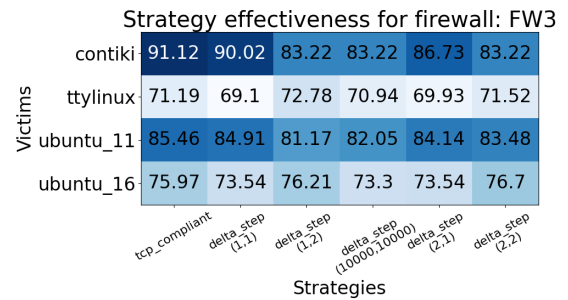 Strategy effectiveness for firewall: FW3
Victims
contiki 91.12 90.02 83.22 83.22 86.73 83.22
ttylinux 71.19 69.1 72.78 70.94 69.93 71.52
ubuntu_11 85.46 84.91 81.17 82.05 84.14 83.48
ubuntu_16 75.97 73.54 76.21 73.3 73.54 76.7
tcp_compliant
delta_step
(1,1)
delta_step
(1,2)
delta_step
(10000,10000)
delta_step
(2,1)
delta_step
(2,2)
Strategies